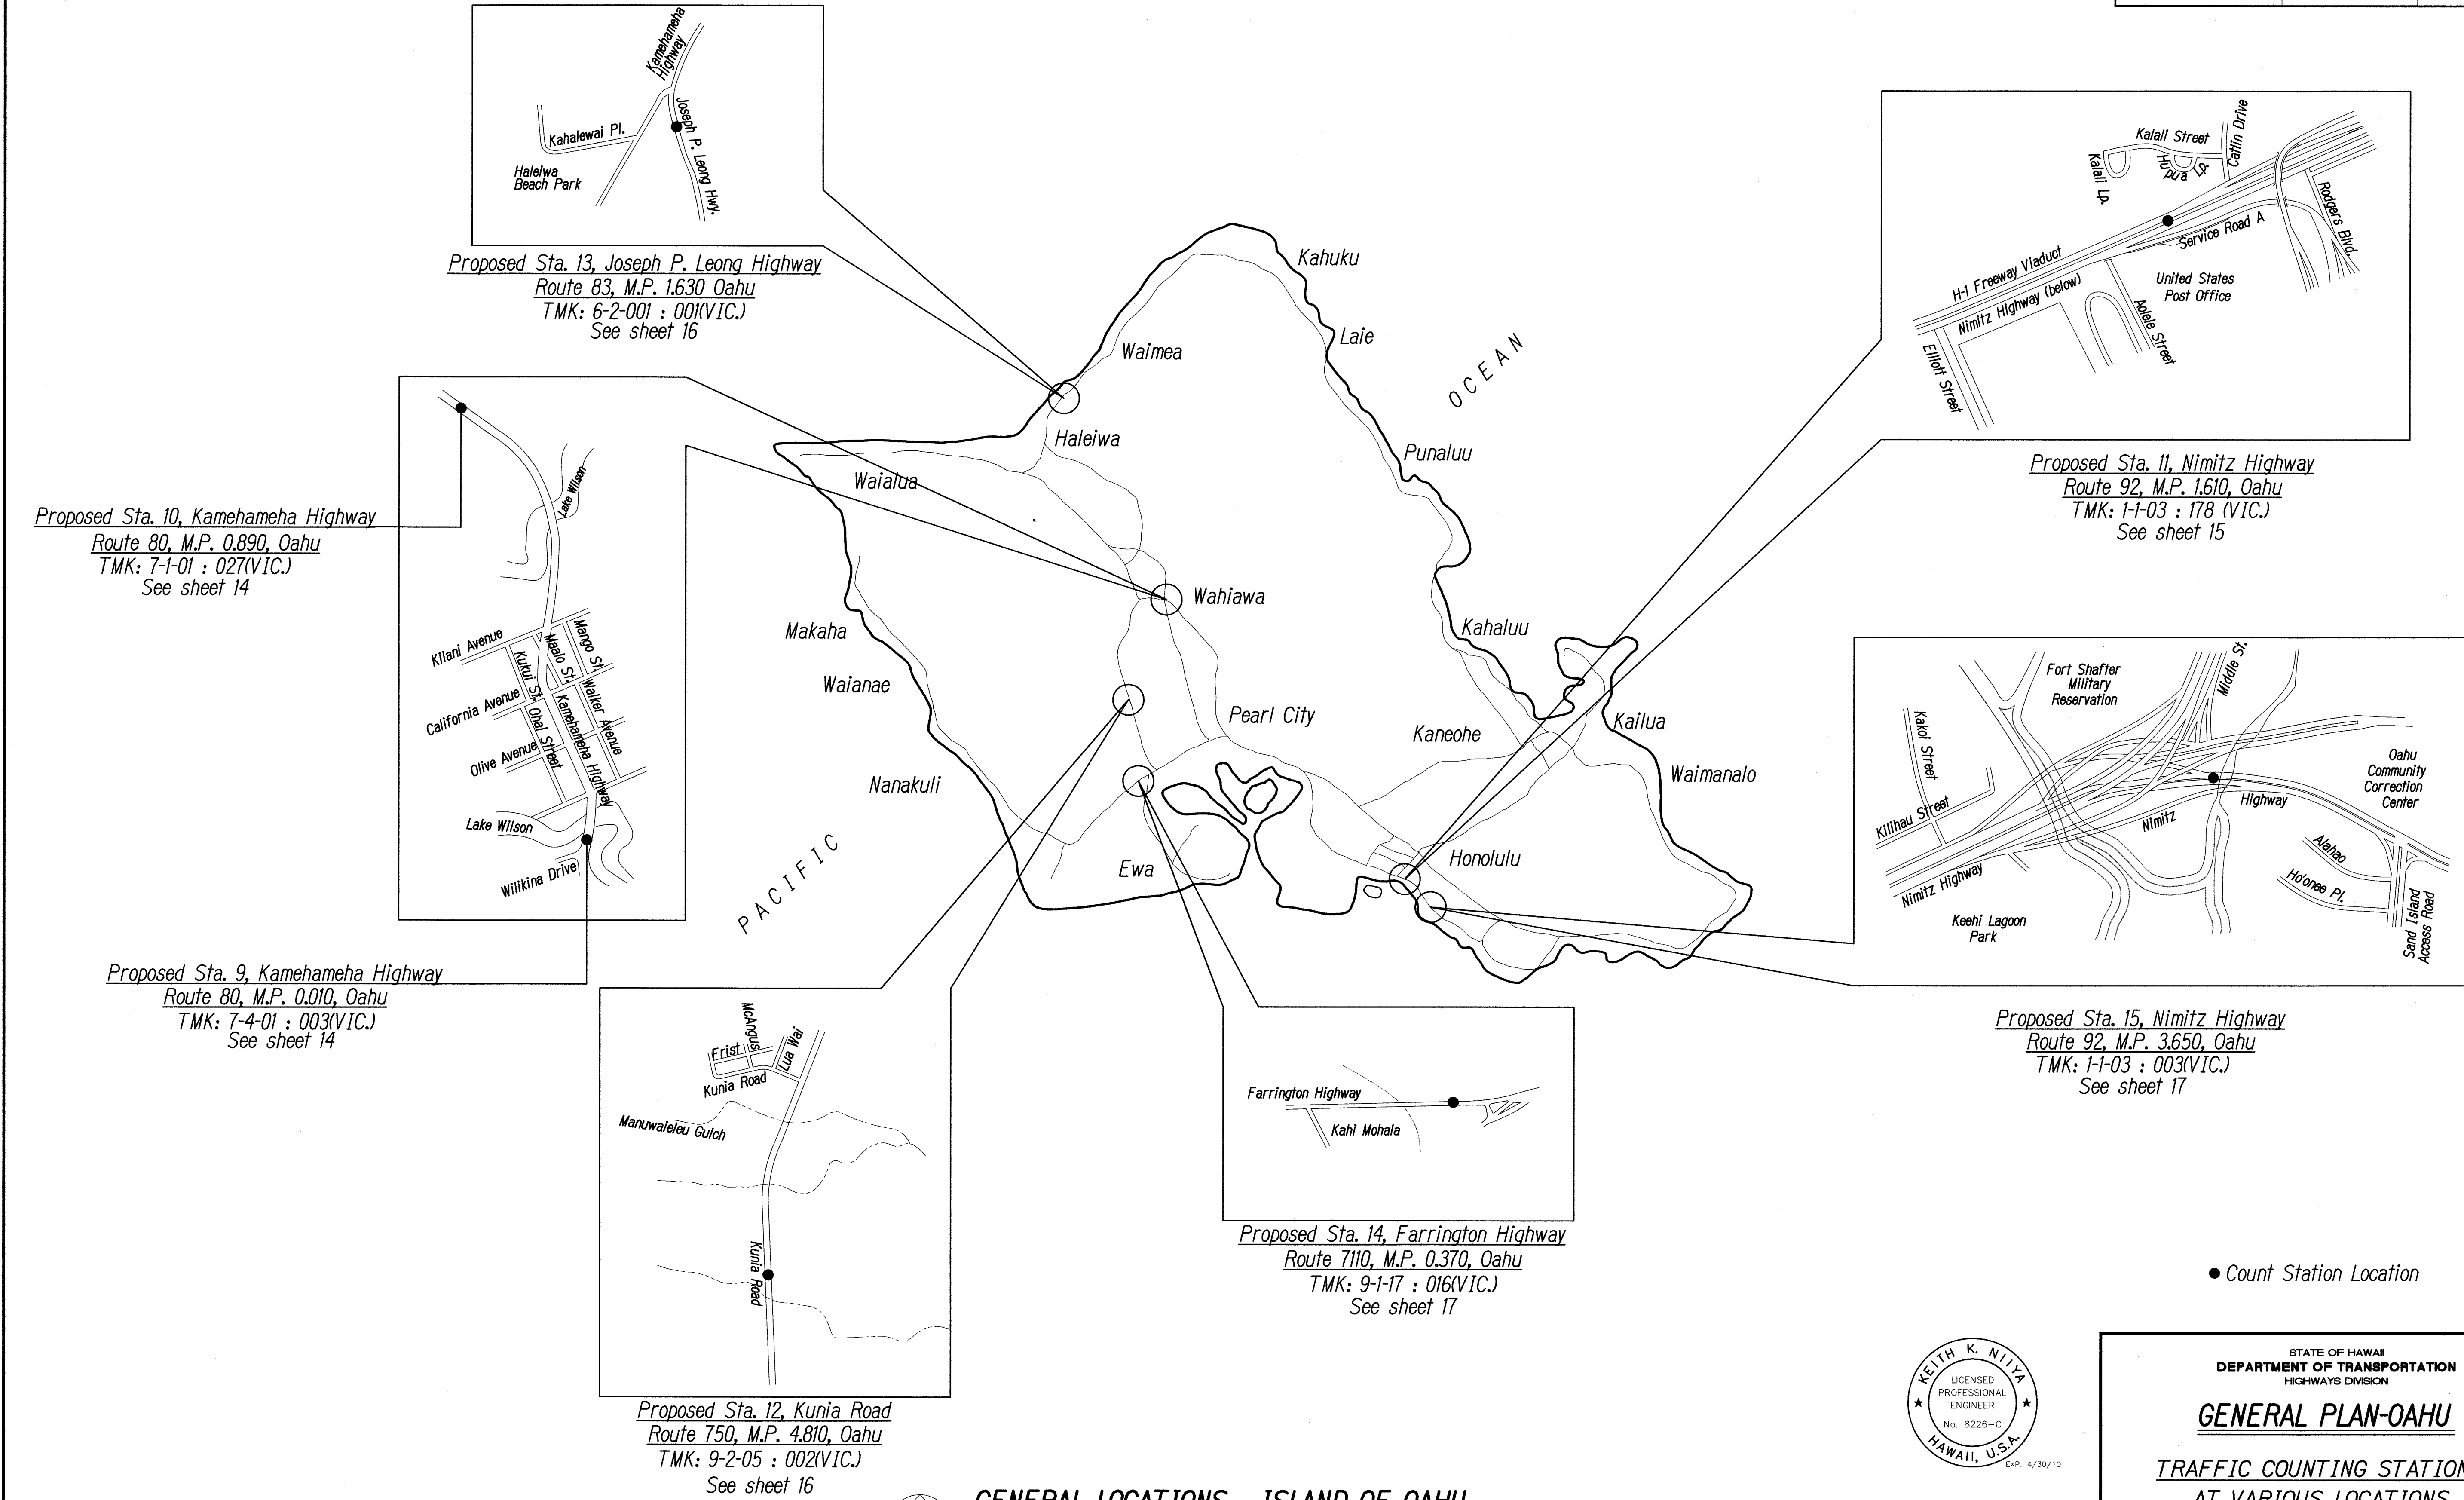 Kamehameha
Highway
Joseph P. Leong Hwy.
Kahalewai Pl.
Haleiwa
Beach Park
Proposed Sta. 13, Joseph P. Leong Highway
Route 83, M.P. 1.630 Oahu
TMK: 6-2-001 : 001(VIC.)
See sheet 16
Kalali Street
Catlin Drive
Kalali Lp.
Hupua Lp.
Rodgers Blvd.
Service Road A
H-1 Freeway Viaduct
Nimitz Highway (below)
United States
Post Office
Aolele Street
Elliott Street
Proposed Sta. 11, Nimitz Highway
Route 92, M.P. 1.610, Oahu
TMK: 1-1-03 : 178 (VIC.)
See sheet 15
Kahuku
Laie
Waimea
OCEAN
Haleiwa
Punaluu
Waialua
Wahiawa
Kahaluu
Makaha
Waianae
Pearl City
Kaneohe
Kailua
Nanakuli
Waimanalo
Ewa
Honolulu
PACIFIC
Lake Wilson
Proposed Sta. 10, Kamehameha Highway
Route 80, M.P. 0.890, Oahu
TMK: 7-1-01 : 027(VIC.)
See sheet 14
Kilani Avenue
Mango St.
Maalo St.
Kukui St.
California Avenue
Walker Avenue
Ohai Street
Kamehameha Highway
Olive Avenue
Lake Wilson
Wilikina Drive
Proposed Sta. 9, Kamehameha Highway
Route 80, M.P. 0.010, Oahu
TMK: 7-4-01 : 003(VIC.)
See sheet 14
Fort Shafter
Military
Reservation
Middle St.
Kakoi Street
Kilihau Street
Oahu
Community
Correction
Center
Nimitz
Highway
Alahao
Ho'onee Pl.
Nimitz Highway
Keehi Lagoon
Park
Sand Island
Access Road
Proposed Sta. 15, Nimitz Highway
Route 92, M.P. 3.650, Oahu
TMK: 1-1-03 : 003(VIC.)
See sheet 17
McAngus
Frist
Lua Wai
Kunia Road
Manuwaieleu Gulch
Kunia Road
Proposed Sta. 12, Kunia Road
Route 750, M.P. 4.810, Oahu
TMK: 9-2-05 : 002(VIC.)
See sheet 16
Farrington Highway
Kahi Mohala
Proposed Sta. 14, Farrington Highway
Route 7110, M.P. 0.370, Oahu
TMK: 9-1-17 : 016(VIC.)
See sheet 17
Count Station Location
KEITH K. NIIYA
LICENSED
PROFESSIONAL
ENGINEER
No. 8226-C
HAWAII, U.S.A.
EXP. 4/30/10
STATE OF HAWAII
DEPARTMENT OF TRANSPORTATION
HIGHWAYS DIVISION
GENERAL PLAN-OAHU
TRAFFIC COUNTING STATION
AT VARIOUS LOCATIONS
GENERAL LOCATIONS - ISLAND OF OAHU